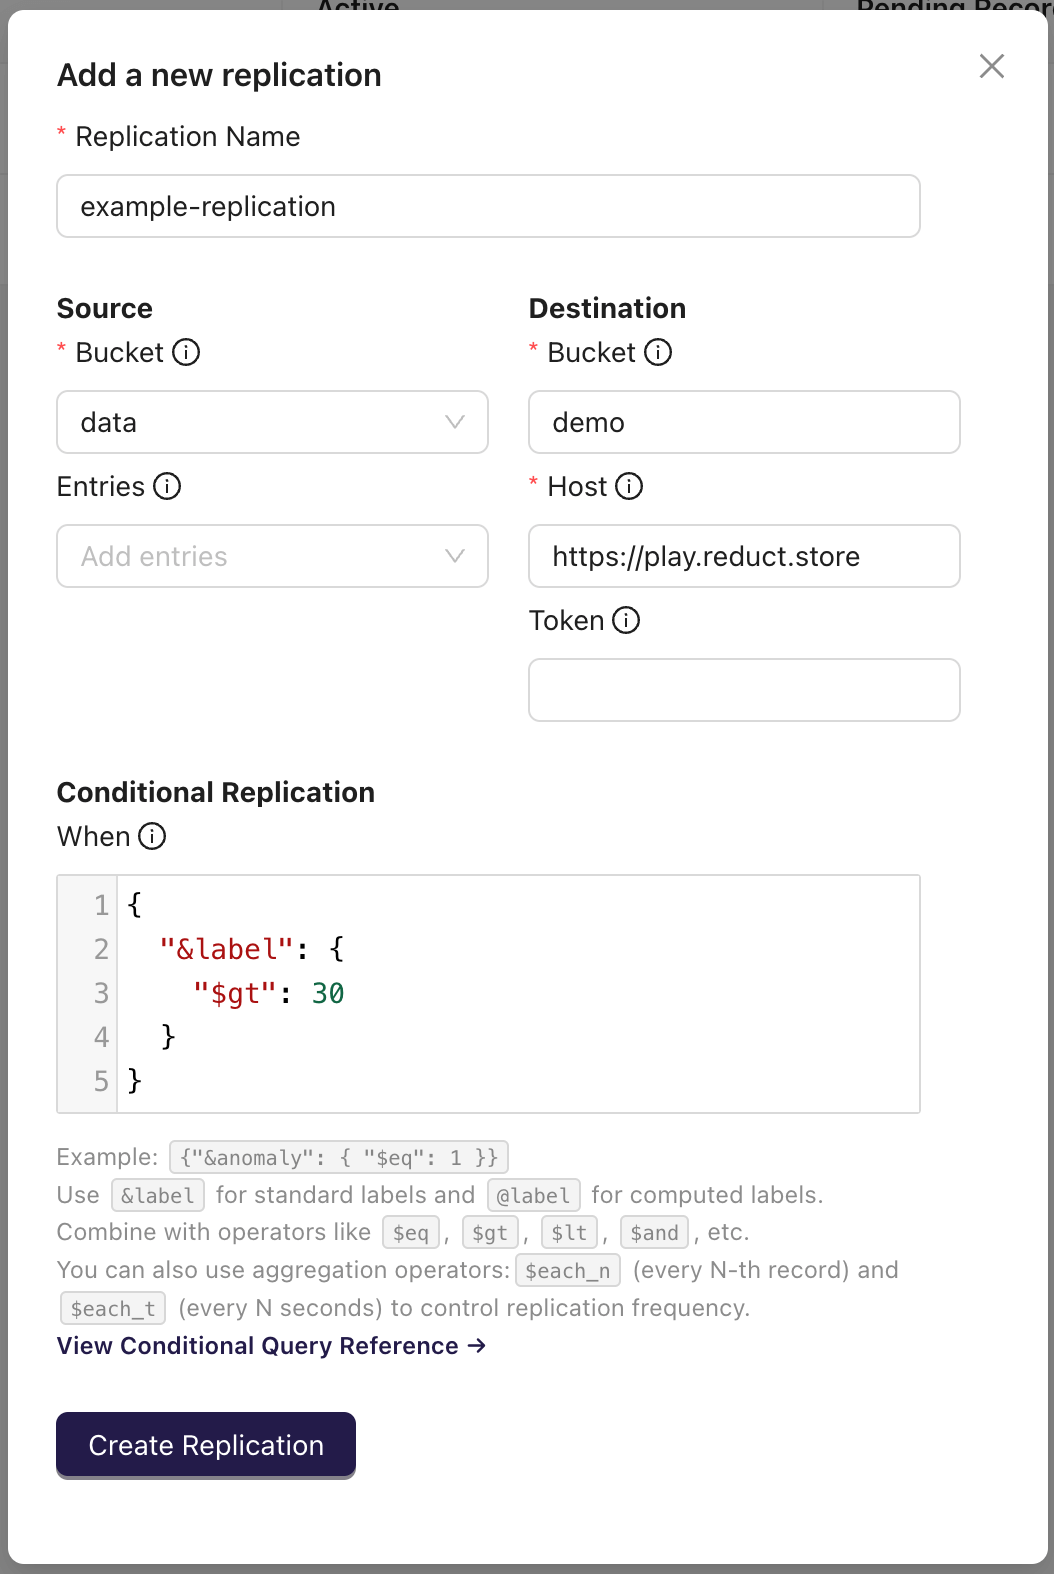 Active
Pending Recor
Add a new replication
* Replication Name
example-replication
Source
Destination
* Bucket
* Bucket
data
demo
Entries
* Host
Add entries
https://play.reduct.store
Token
Conditional Replication
When
1 {
2 "&label": {
3 "$gt": 30
4 }
5 }
Example: {"&anomaly": { "$eq": 1 }}
Use &label for standard labels and @label for computed labels.
Combine with operators like $eq, $gt, $lt, $and, etc.
You can also use aggregation operators: $each_n (every N-th record) and
$each_t (every N seconds) to control replication frequency.
View Conditional Query Reference →
Create Replication